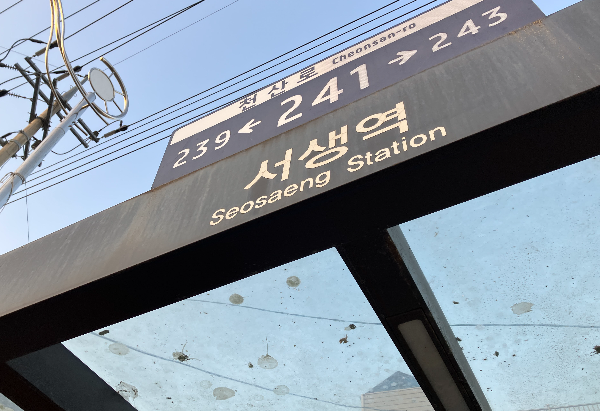 천산로 Cheonsan-ro
239 ← 241 → 243
서생역
Seosaeng Station